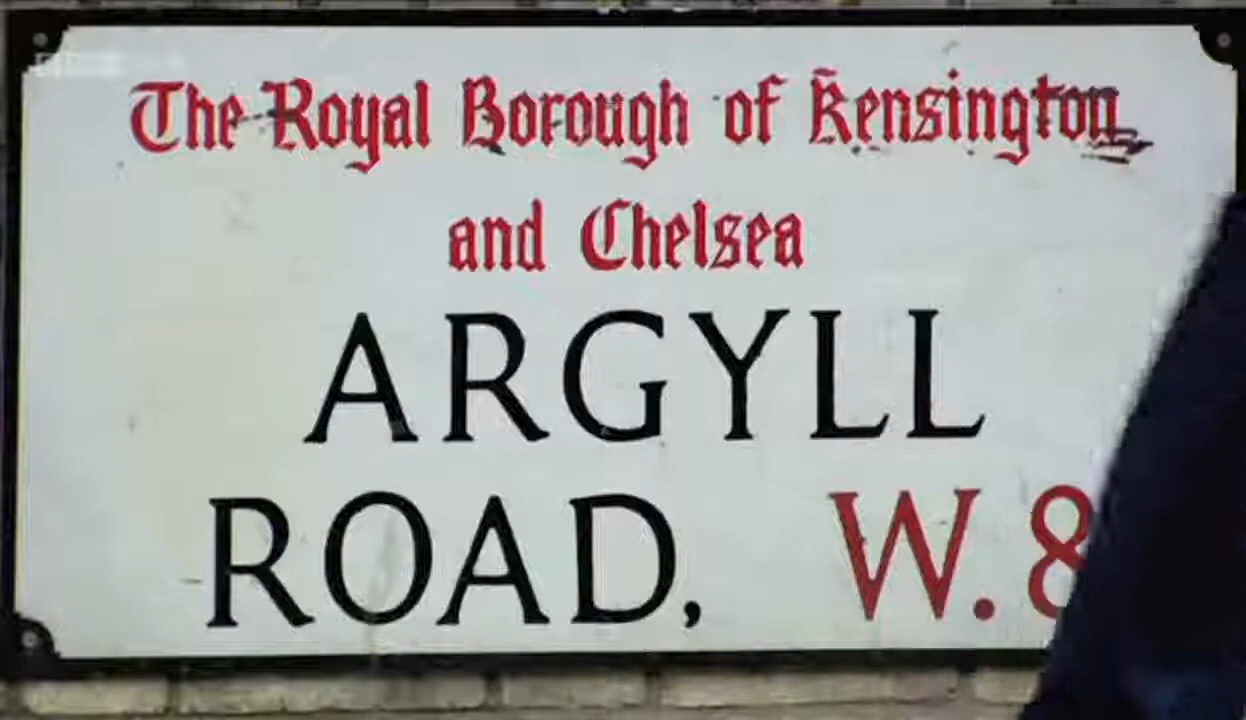 The Royal Borough of Kensington
and Chelsea
ARGYLL
ROAD, W.8